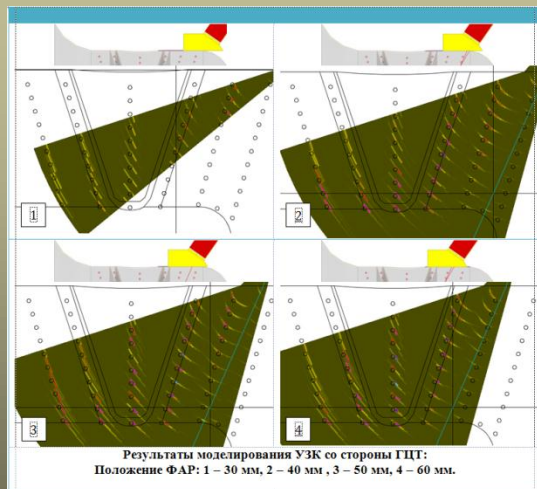 1
2
3
4
Результаты моделирования УЗК со стороны ГЦТ:
Положение ФАР: 1 – 30 мм, 2 – 40 мм , 3 – 50 мм, 4 – 60 мм.